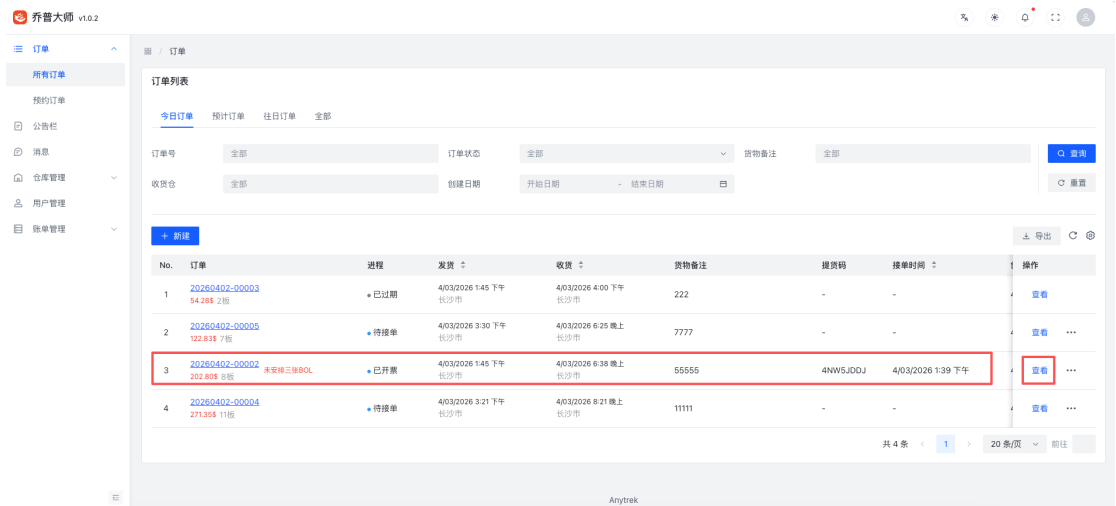 乔普大师 v1.0.2
订单
所有订单
预约订单
公告栏
消息
仓库管理
用户管理
账单管理
/ 订单
订单列表
今日订单 预计订单 往日订单 全部
订单号 全部 订单状态 全部 货物备注 全部 查询
收货仓 全部 创建日期 开始日期 - 结束日期 重置
+ 新建 导出
No. 订单 进程 发货 收货 货物备注 提货码 接单时间 操作
1 20260402-00003 54.28$ 2板 已过期 4/03/2026 1:45 下午 长沙市 4/03/2026 4:00 下午 长沙市 222 - - 查看
2 20260402-00005 122.83$ 7板 待接单 4/03/2026 3:30 下午 长沙市 4/03/2026 6:25 晚上 长沙市 7777 - - 查看 ···
3 20260402-00002 202.80$ 8板 未安排三张BOL 已开票 4/03/2026 1:45 下午 长沙市 4/03/2026 6:38 晚上 长沙市 55555 4NW5JDDJ 4/03/2026 1:39 下午 查看 ···
4 20260402-00004 271.35$ 11板 待接单 4/03/2026 3:21 下午 长沙市 4/03/2026 8:21 晚上 长沙市 11111 - - 查看 ···
共 4 条 < 1 > 20 条/页 前往
Anytrek